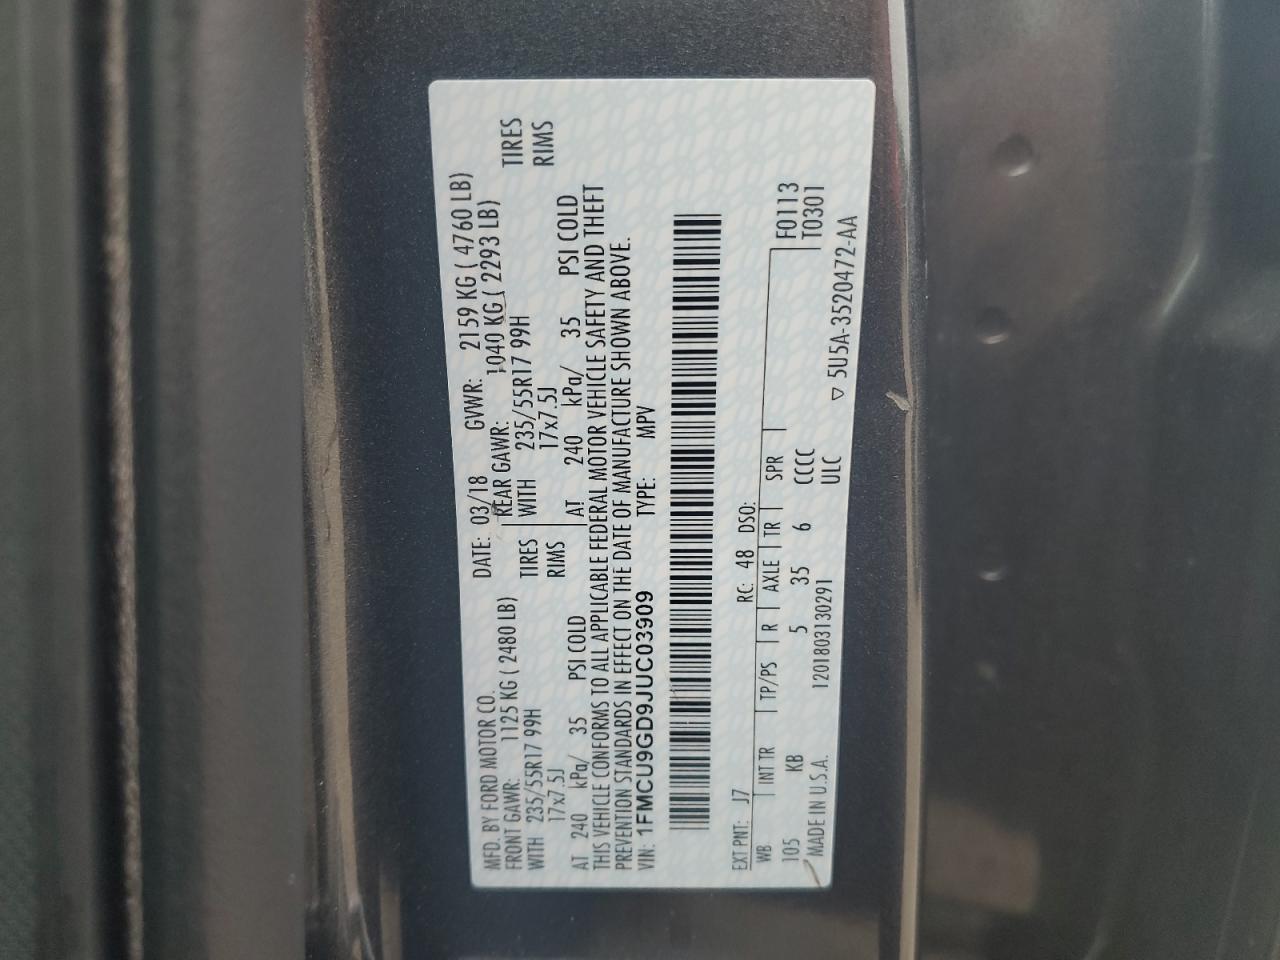 MFD. BY FORD MOTOR CO. DATE: 03/18 GVWR: 2159 KG ( 4760 LB)
FRONT GAWR: 1125 KG ( 2480 LB) REAR GAWR: 1040 KG ( 2293 LB)
WITH 235/55R17 99H TIRES WITH 235/55R17 99H TIRES
17x7.5J RIMS 17x7.5J RIMS
AT 240 kPa/ 35 PSI COLD AT 240 kPa/ 35 PSI COLD
THIS VEHICLE CONFORMS TO ALL APPLICABLE FEDERAL MOTOR VEHICLE SAFETY AND THEFT
PREVENTION STANDARDS IN EFFECT ON THE DATE OF MANUFACTURE SHOWN ABOVE.
VIN: 1FMCU9GD9JUC03909 TYPE: MPV
EXT PNT: J7 RC: 48 DSO:
WB INT TR TP/PS R AXLE TR SPR F0113
105 KB 5 35 6 CCCC T0301
MADE IN U.S.A. 1201803130291 ULC ▽ 5U5A-3520472-AA